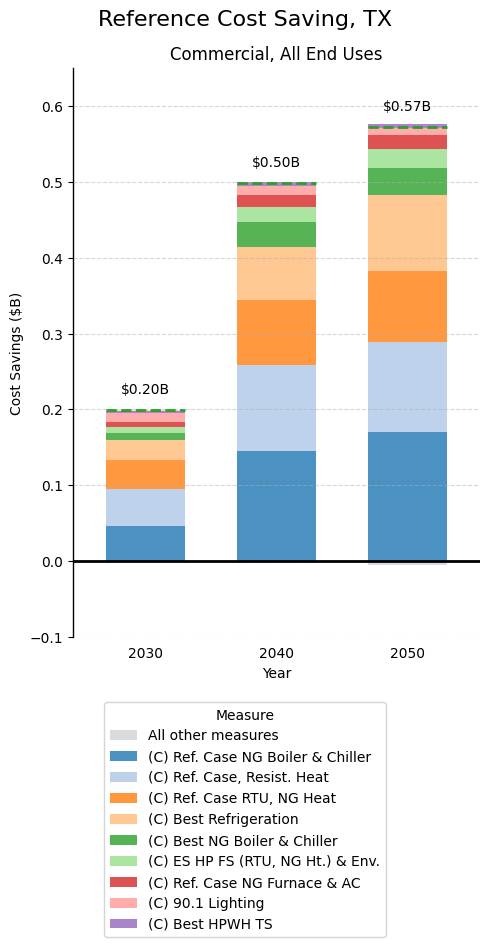 Reference Cost Saving, TX
Commercial, All End Uses
Cost Savings ($B)
0.6
0.5
0.4
0.3
0.2
0.1
0.0
−0.1
$0.20B
$0.50B
$0.57B
2030
2040
2050
Year
Measure
All other measures
(C) Ref. Case NG Boiler & Chiller
(C) Ref. Case, Resist. Heat
(C) Ref. Case RTU, NG Heat
(C) Best Refrigeration
(C) Best NG Boiler & Chiller
(C) ES HP FS (RTU, NG Ht.) & Env.
(C) Ref. Case NG Furnace & AC
(C) 90.1 Lighting
(C) Best HPWH TS